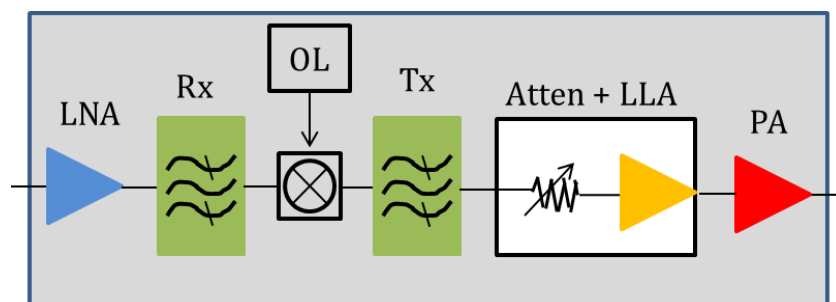 LNA
Rx
OL
Tx
Atten + LLA
PA